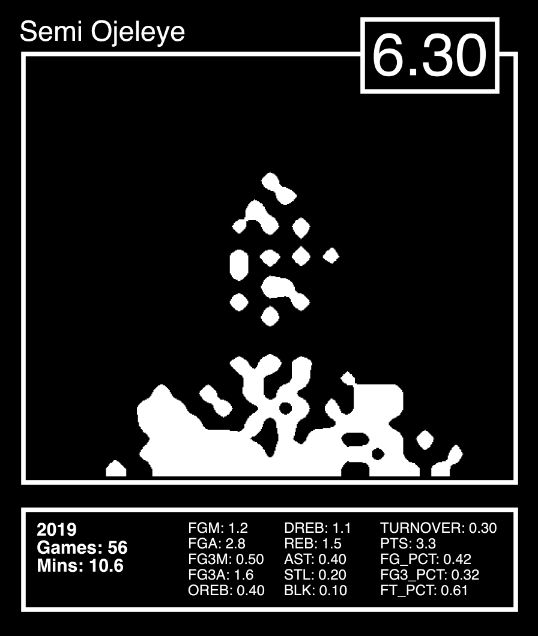 Semi Ojeleye
6.30
2019
Games: 56
Mins: 10.6
FGM: 1.2
FGA: 2.8
FG3M: 0.50
FG3A: 1.6
OREB: 0.40
DREB: 1.1
REB: 1.5
AST: 0.40
STL: 0.20
BLK: 0.10
TURNOVER: 0.30
PTS: 3.3
FG_PCT: 0.42
FG3_PCT: 0.32
FT_PCT: 0.61